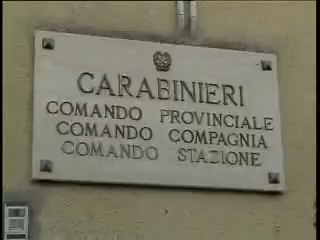 CARABINIERI
COMANDO PROVINCIALE
COMANDO COMPAGNIA
COMANDO STAZIONE